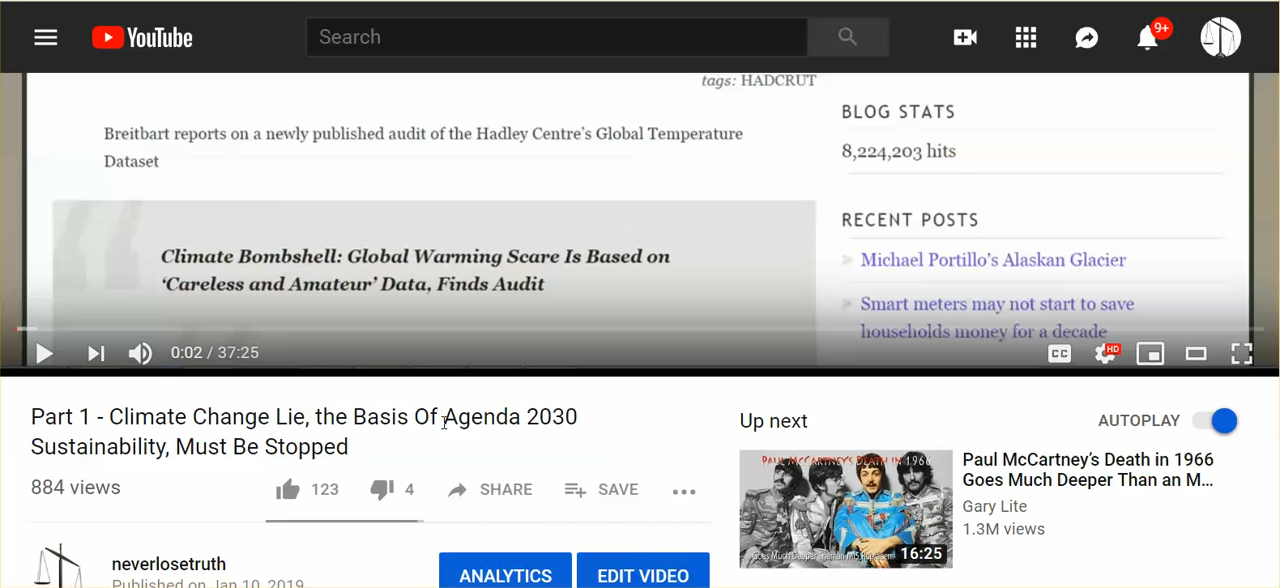 YouTube
Search
9+
tags: HADCRUT
Breitbart reports on a newly published audit of the Hadley Centre's Global Temperature
Dataset
Climate Bombshell: Global Warming Scare Is Based on
'Careless and Amateur' Data, Finds Audit
BLOG STATS
8,224,203 hits
RECENT POSTS
Michael Portillo's Alaskan Glacier
Smart meters may not start to save
households money for a decade
0:02 / 37:25
CC
HD
Part 1 - Climate Change Lie, the Basis Of Agenda 2030
Sustainability, Must Be Stopped
884 views
123
4
SHARE
SAVE
neverlosetruth
Published on Jan 10, 2019
ANALYTICS
EDIT VIDEO
Up next
AUTOPLAY
PAUL McCARTNEY'S DEATH IN 1966
16:25
Paul McCartney's Death in 1966
Goes Much Deeper Than an M...
Gary Lite
1.3M views